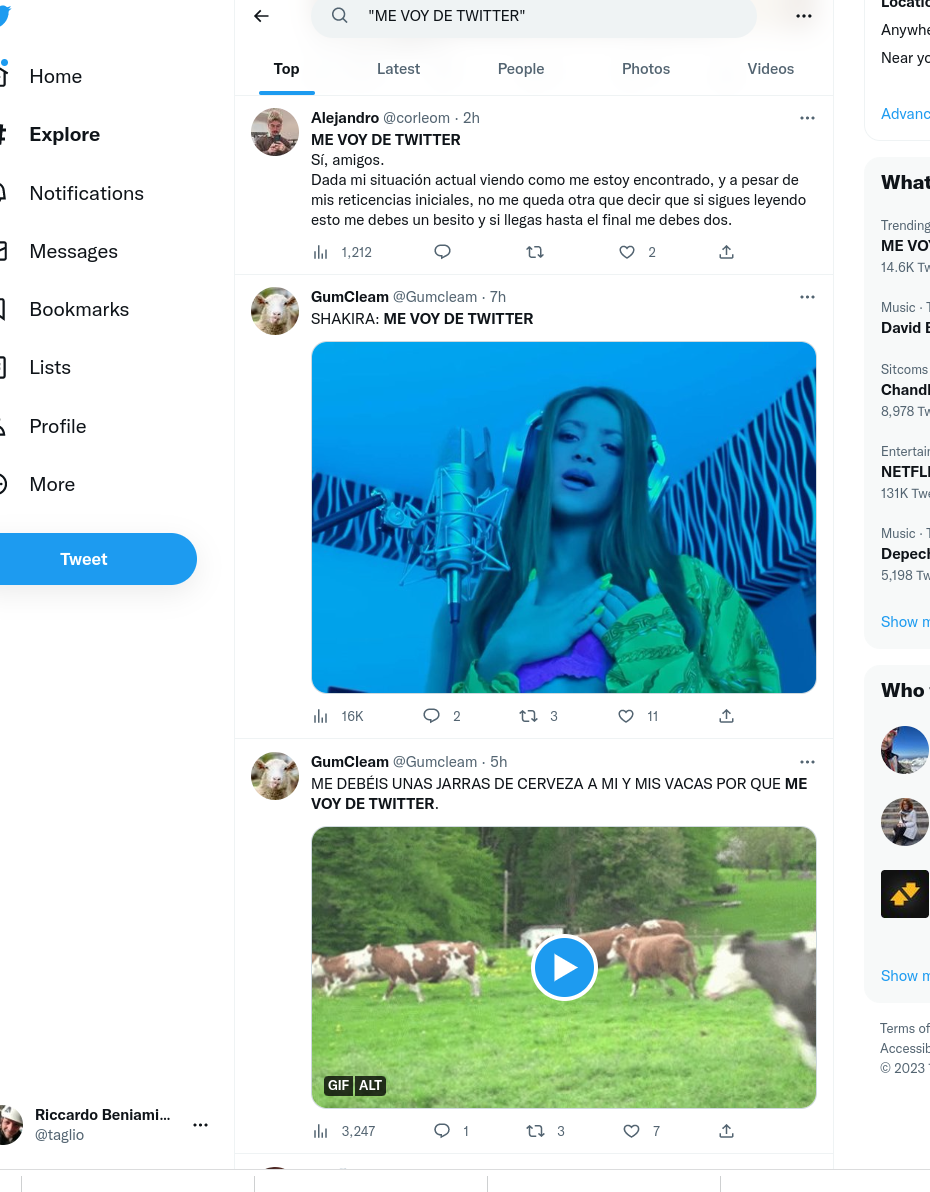 "ME VOY DE TWITTER"
Top
Latest
People
Photos
Videos
Home
Explore
Notifications
Messages
Bookmarks
Lists
Profile
More
Tweet
Riccardo Beniami...
@taglio
Alejandro @corleom · 2h
ME VOY DE TWITTER
Sí, amigos.
Dada mi situación actual viendo como me estoy encontrado, y a pesar de
mis reticencias iniciales, no me queda otra que decir que si sigues leyendo
esto me debes un besito y si llegas hasta el final me debes dos.
1,212
2
GumCleam @Gumcleam · 7h
SHAKIRA: ME VOY DE TWITTER
16K
2
3
11
GumCleam @Gumcleam · 5h
ME DEBÉIS UNAS JARRAS DE CERVEZA A MI Y MIS VACAS POR QUE ME
VOY DE TWITTER.
GIF ALT
3,247
1
3
7
Locatio
Anywhe
Near yo
Advanc
What
Trending
ME VO
14.6K Tw
Music · T
David B
Sitcoms
Chandl
8,978 Tw
Entertain
NETFLI
131K Twe
Music · T
Depech
5,198 Tw
Show m
Who
Show m
Terms of
Accessib
© 2023